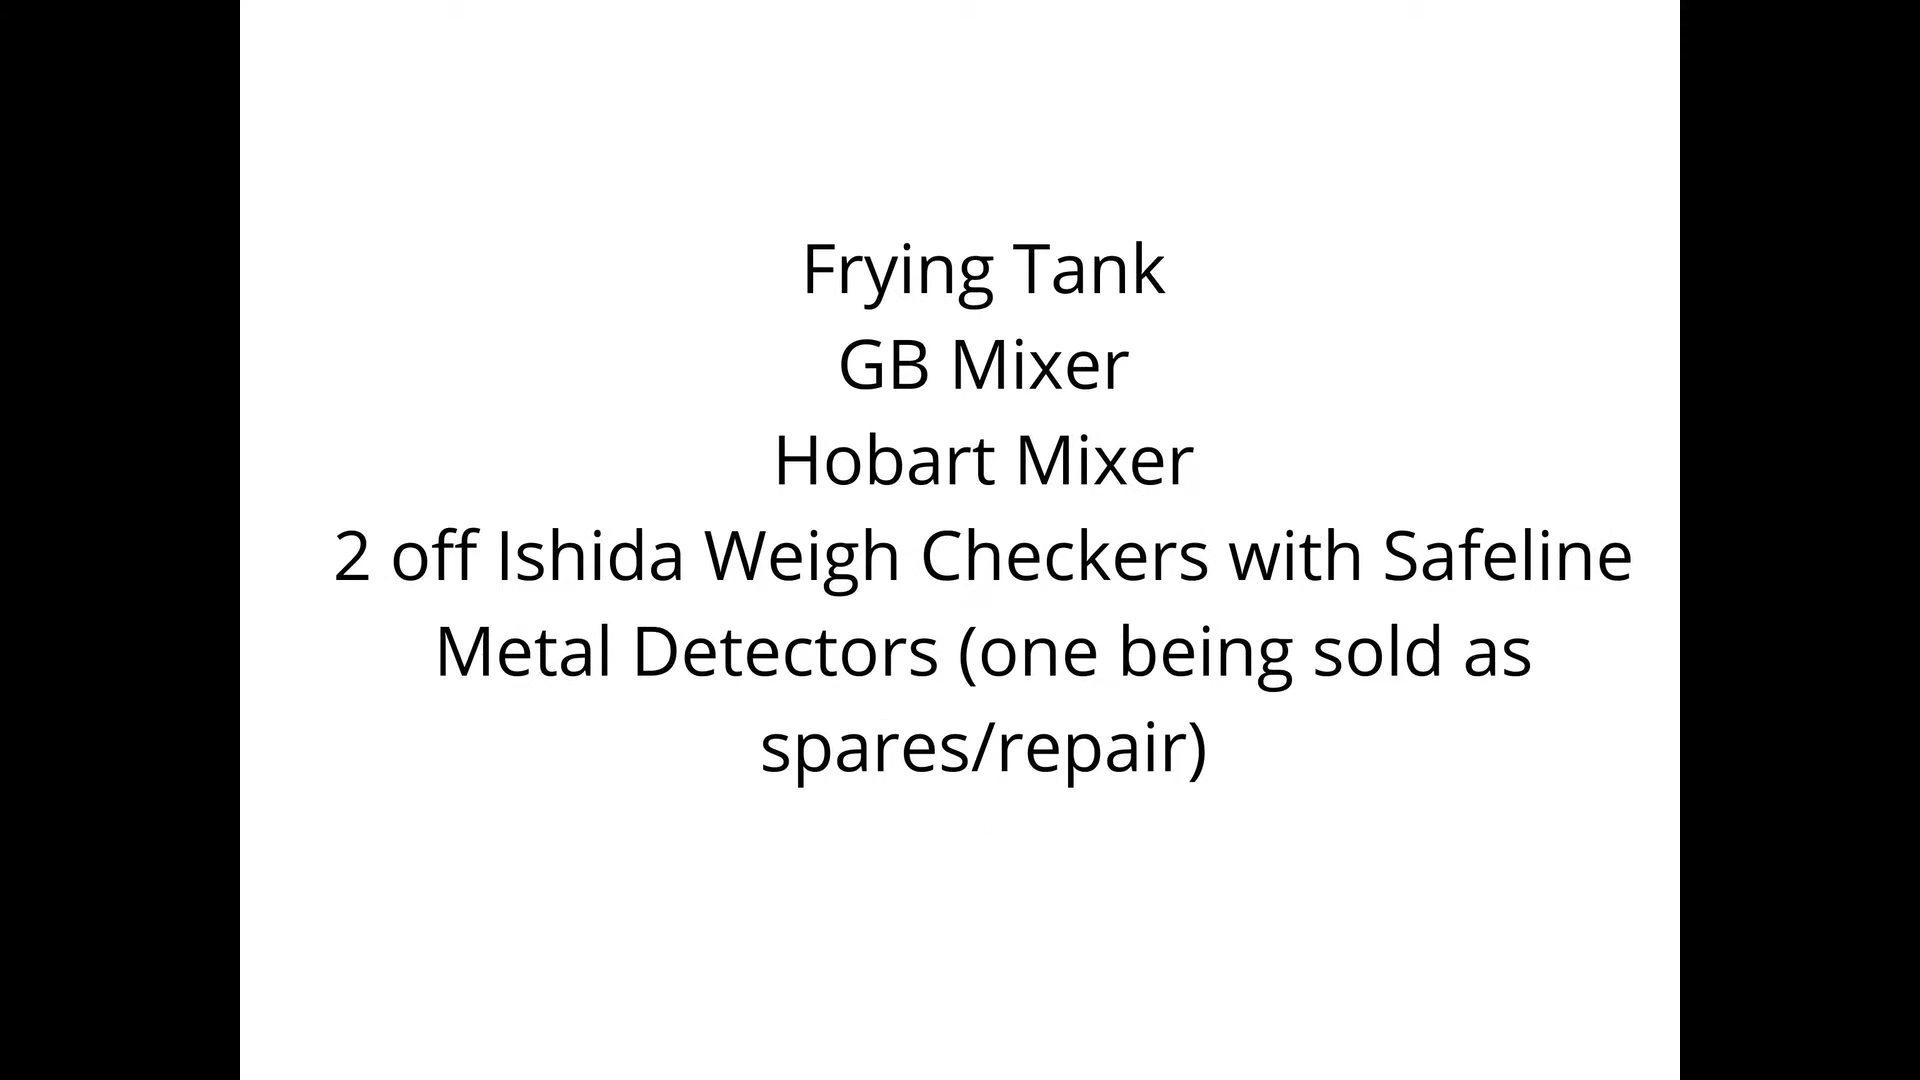 Frying Tank
GB Mixer
Hobart Mixer
2 off Ishida Weigh Checkers with Safeline
Metal Detectors (one being sold as
spares/repair)